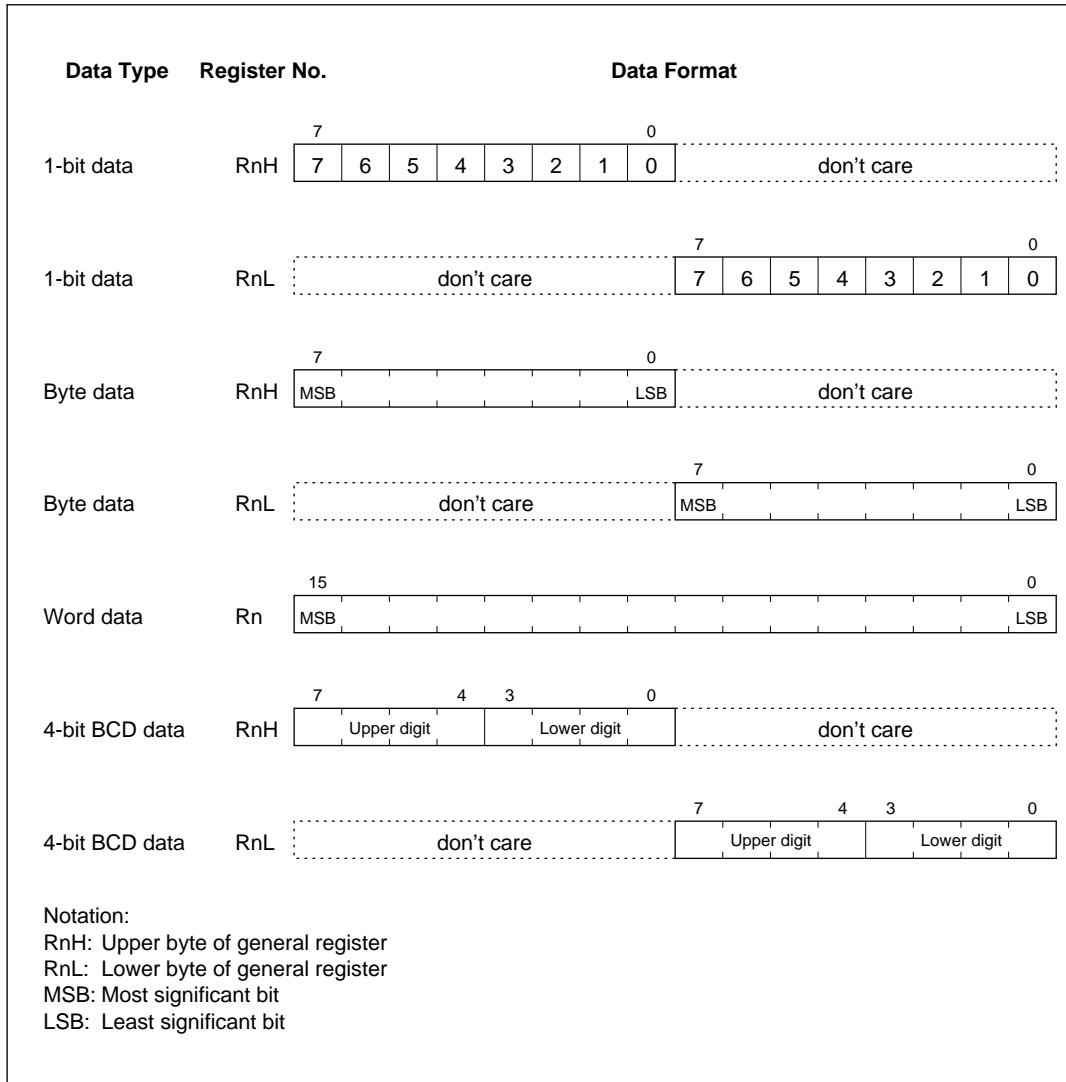 Data Type Register No. Data Format
7 0
1-bit data RnH 7 6 5 4 3 2 1 0 don't care
7 0
1-bit data RnL don't care 7 6 5 4 3 2 1 0
7 0
Byte data RnH MSB LSB don't care
7 0
Byte data RnL don't care MSB LSB
15 0
Word data Rn MSB LSB
7 4 3 0
4-bit BCD data RnH Upper digit Lower digit don't care
7 4 3 0
4-bit BCD data RnL don't care Upper digit Lower digit
Notation:
RnH: Upper byte of general register
RnL: Lower byte of general register
MSB: Most significant bit
LSB: Least significant bit